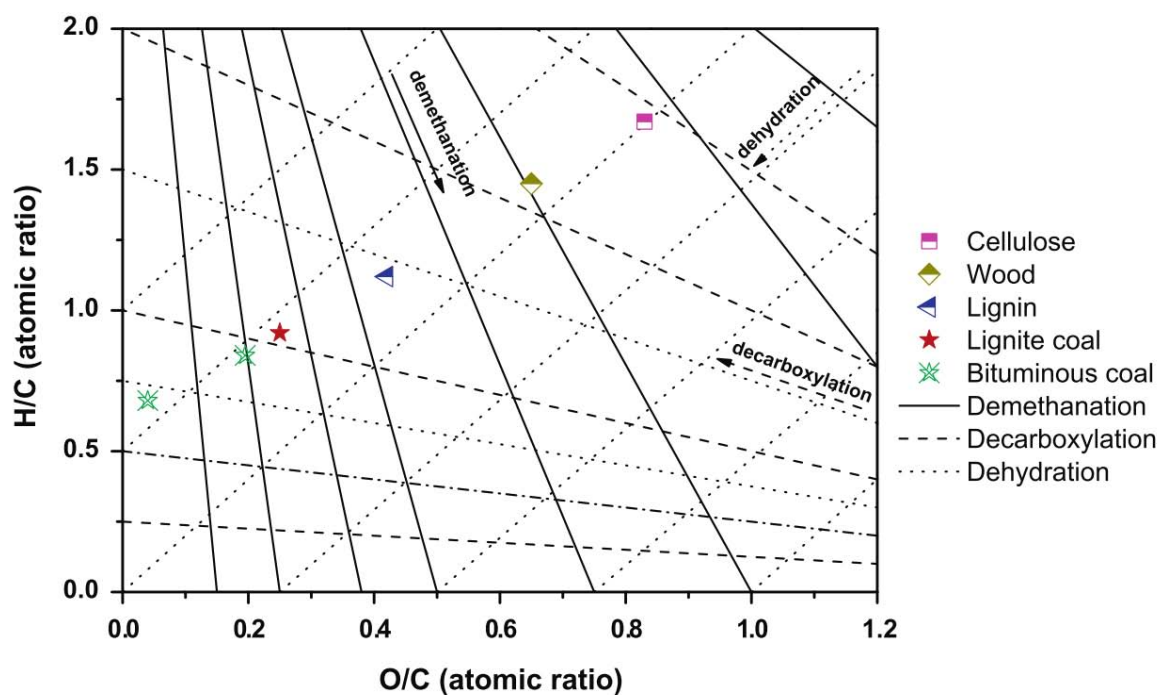 2.0
1.5
1.0
0.5
0.0
H/C (atomic ratio)
demethanation
dehydration
decarboxylation
0.0 0.2 0.4 0.6 0.8 1.0 1.2
O/C (atomic ratio)
Cellulose
Wood
Lignin
Lignite coal
Bituminous coal
Demethanation
Decarboxylation
Dehydration